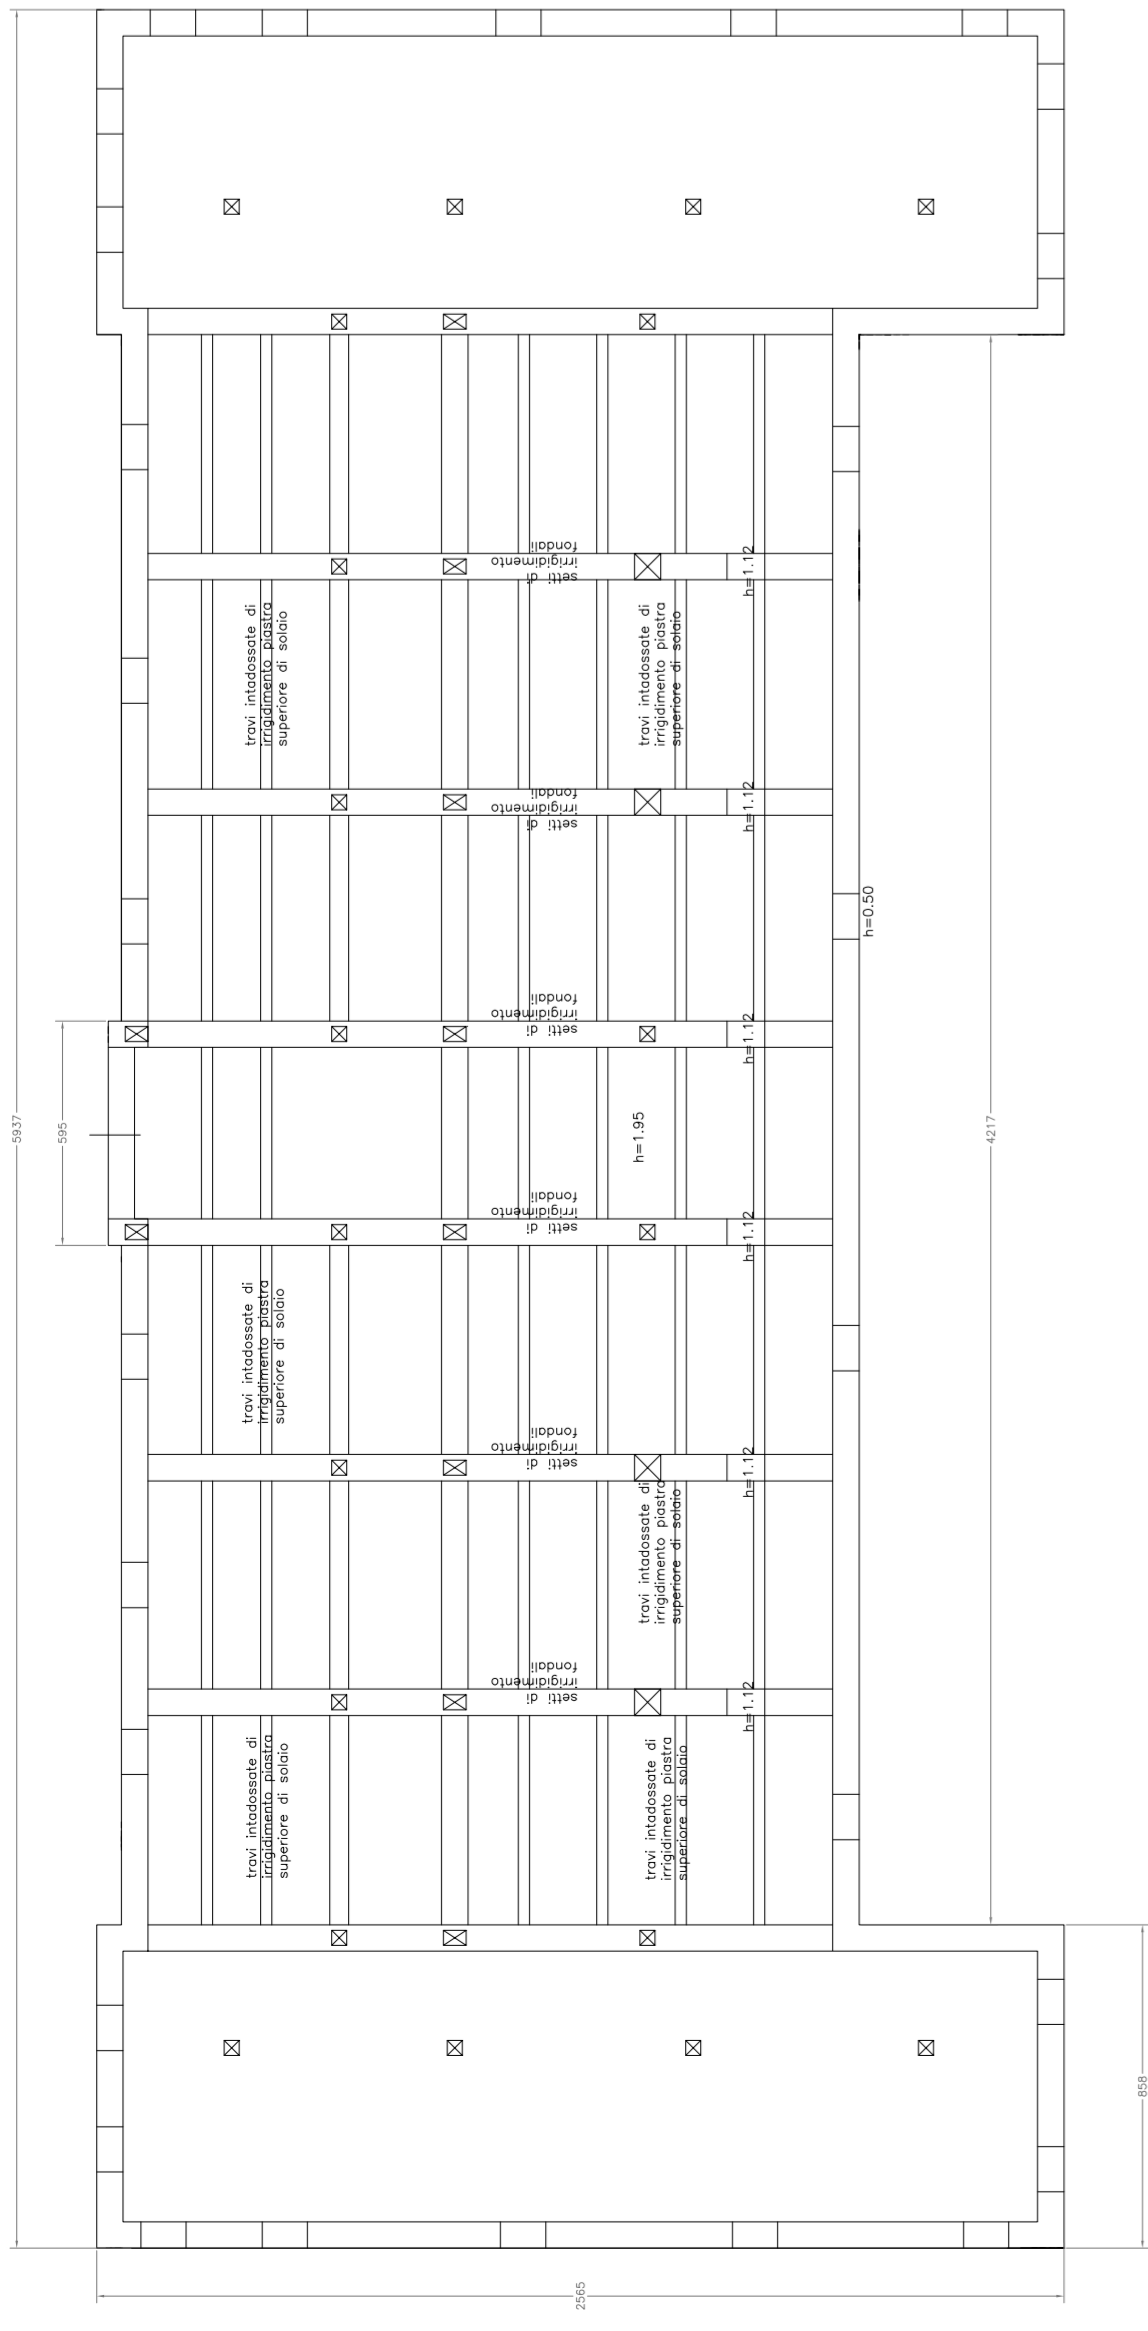 setti di
irrigidimento
fondali
h=1.12
travi intadossate di
irrigidimento piastra
superiore di solaio
travi intadossate di
irrigidimento piastra
superiore di solaio
setti di
irrigidimento
fondali
h=1.12
h=0.50
setti di
irrigidimento
fondali
h=1.12
5937
595
h=1.95
4217
setti di
irrigidimento
fondali
h=1.12
travi intadossate di
irrigidimento piastra
superiore di solaio
setti di
irrigidimento
fondali
h=1.12
travi intadossate di
irrigidimento piastra
superiore di solaio
setti di
irrigidimento
fondali
h=1.12
travi intadossate di
irrigidimento piastra
superiore di solaio
travi intadossate di
irrigidimento piastra
superiore di solaio
858
2565